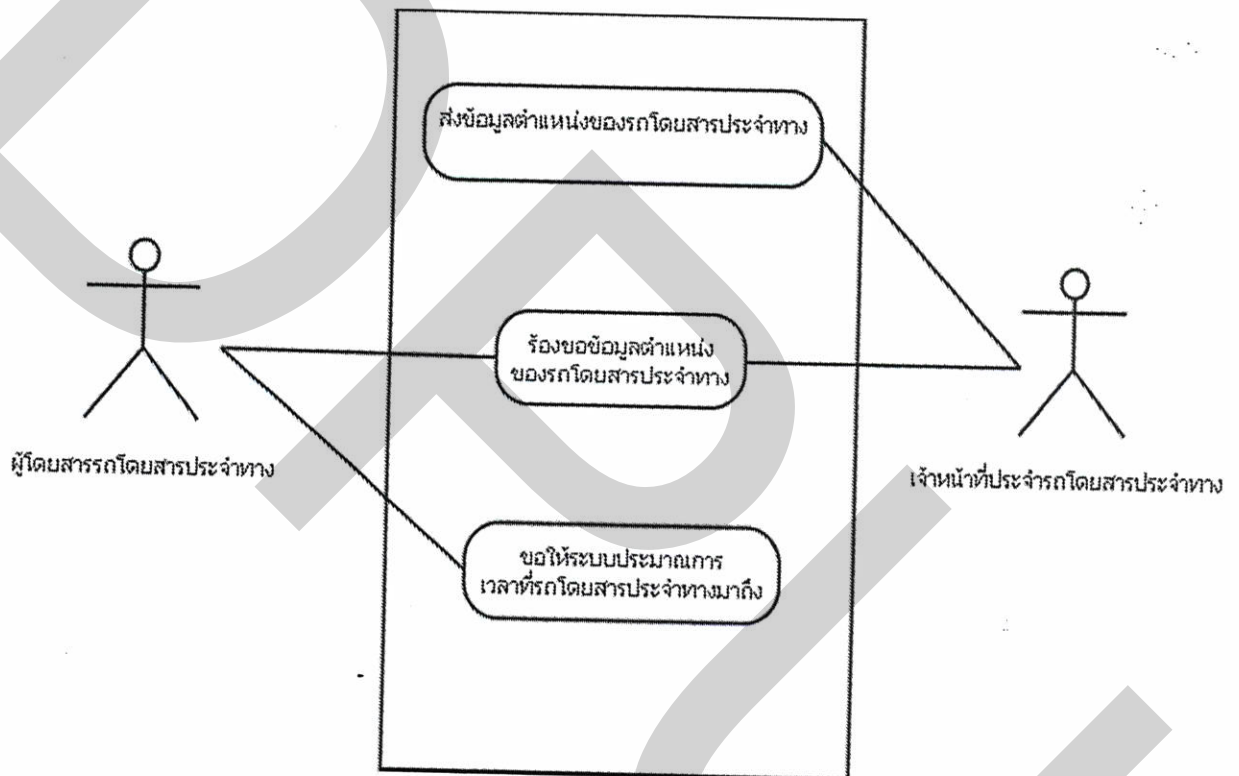 ส่งข้อมูลตำแหน่งของรถโดยสารประจำทาง
ร้องขอข้อมูลตำแหน่ง
ของรถโดยสารประจำทาง
ผู้โดยสารรถโดยสารประจำทาง
เจ้าหน้าที่ประจำรถโดยสารประจำทาง
ขอให้ระบบประมาณการ
เวลาที่รถโดยสารประจำทางมาถึง